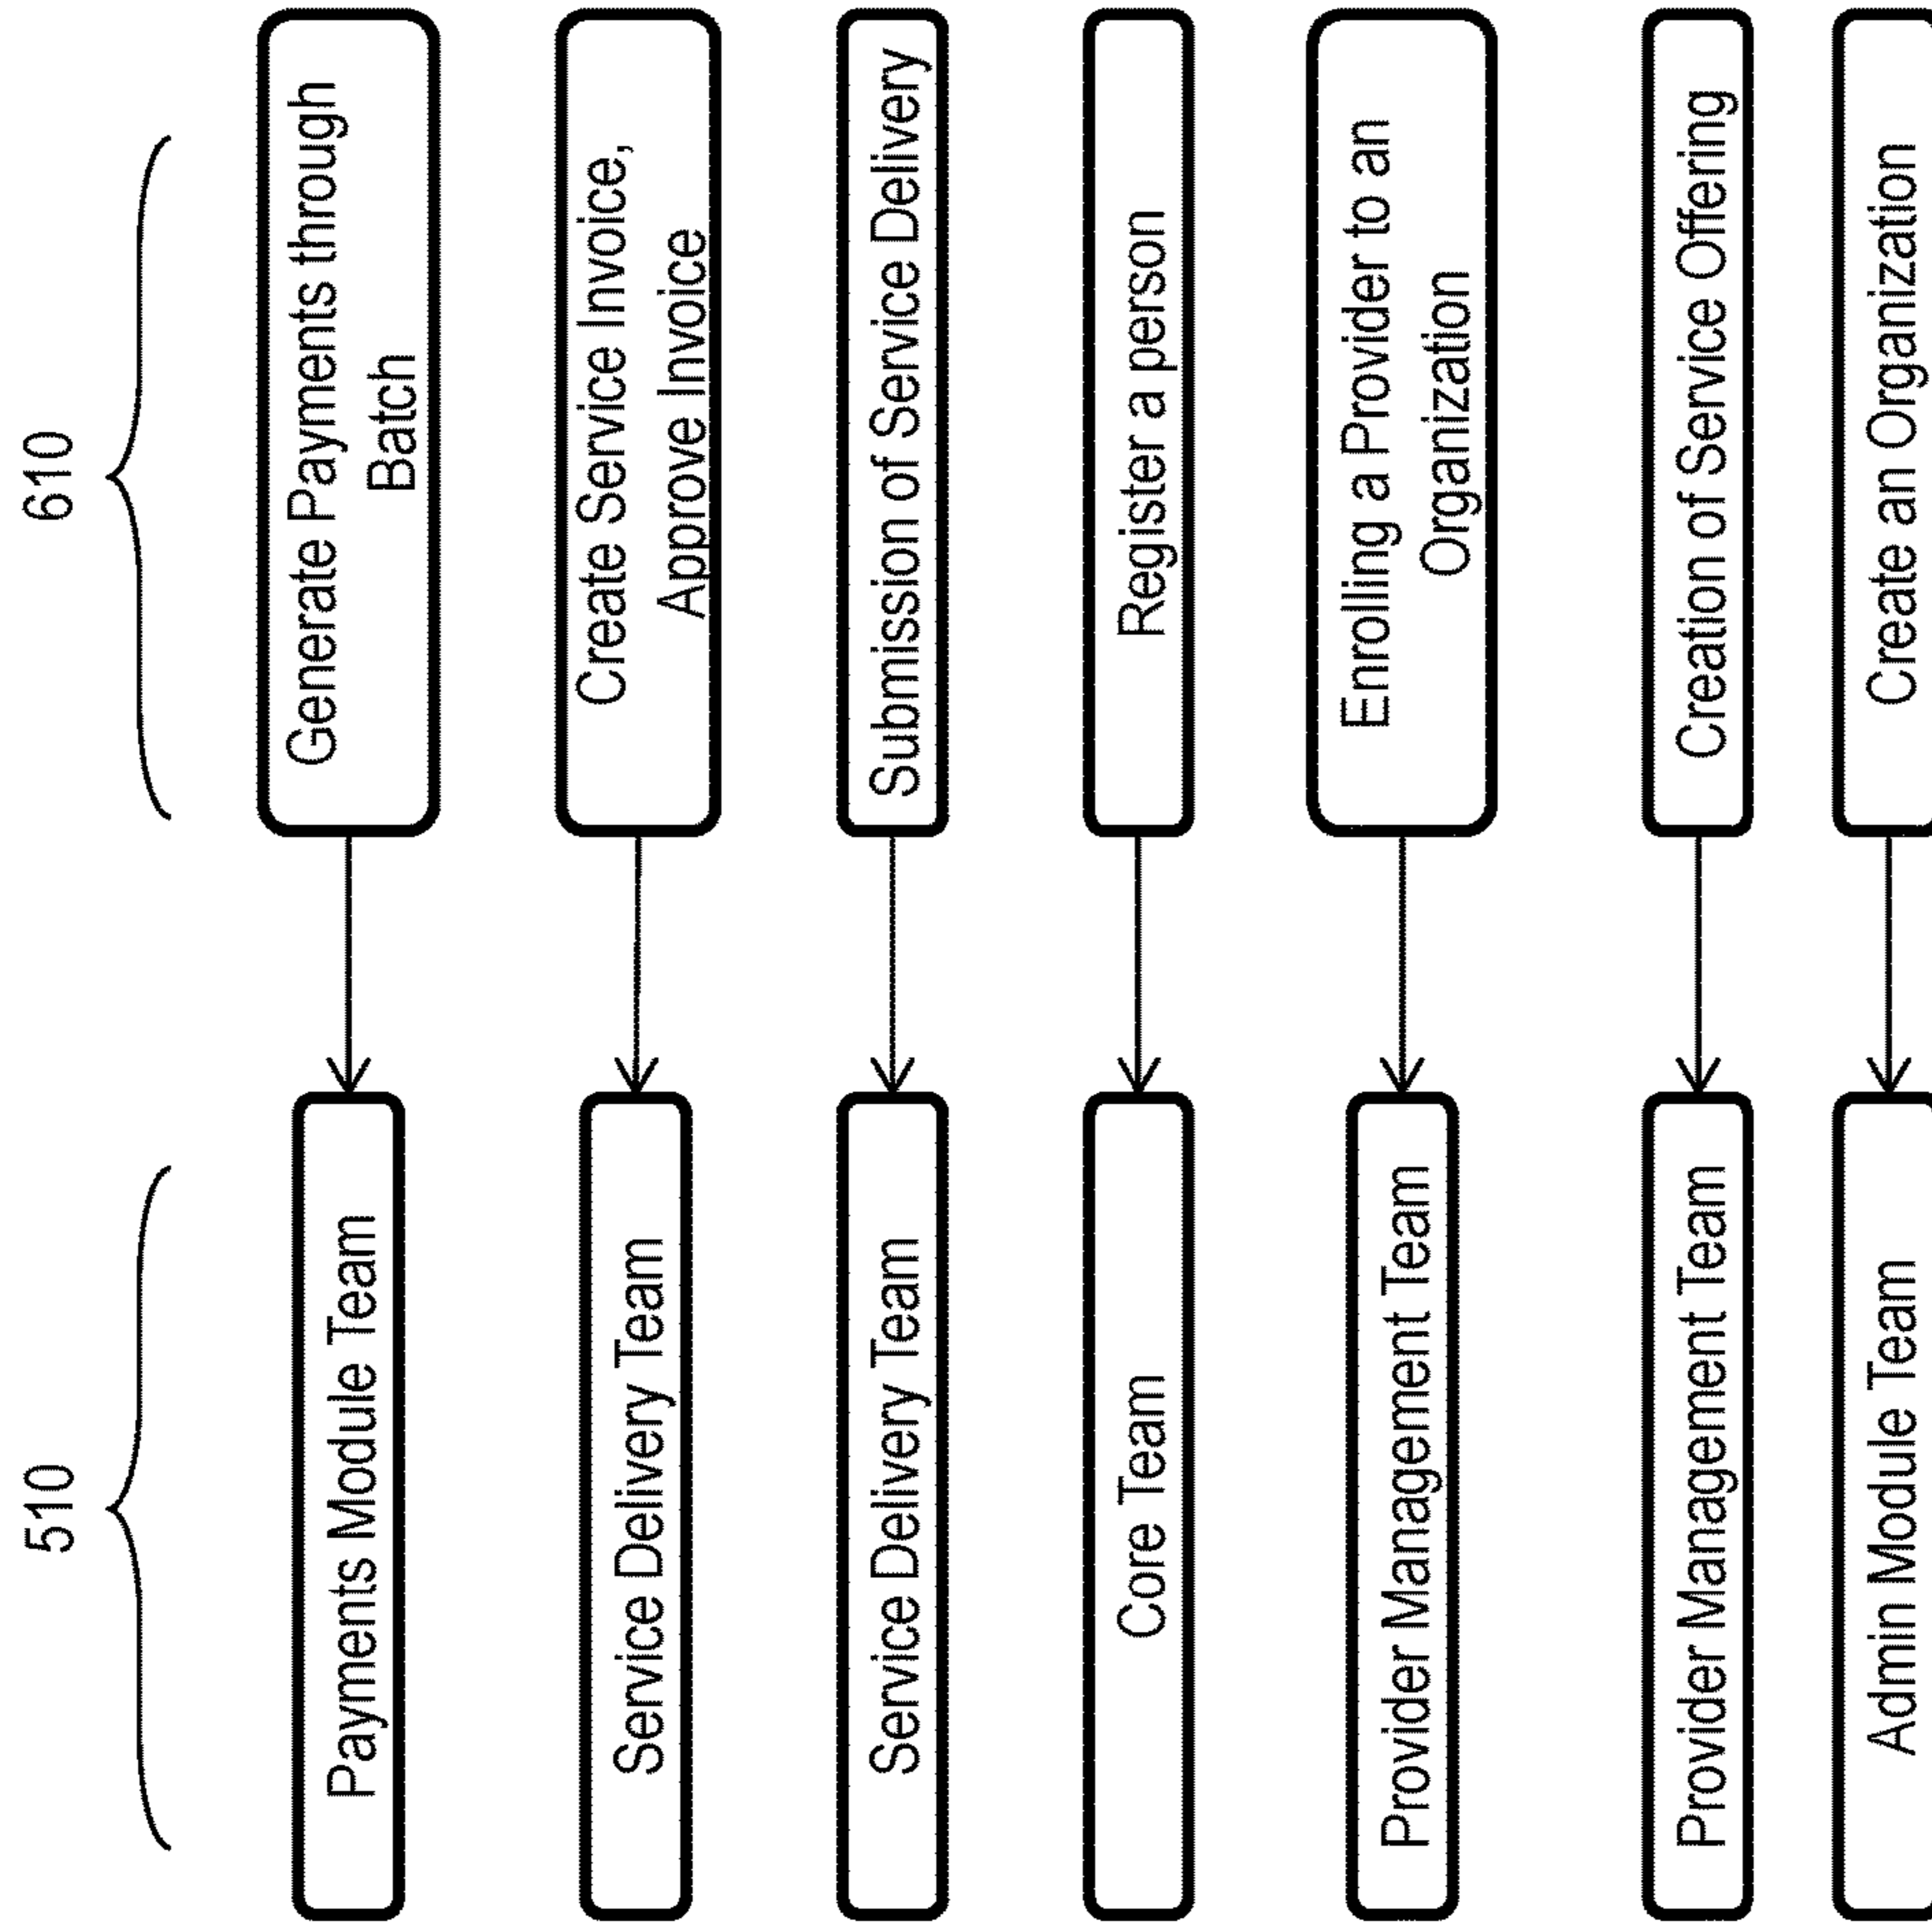 510
610
Payments Module Team
Generate Payments through
Batch
Service Delivery Team
Create Service Invoice,
Approve Invoice
Service Delivery Team
Submission of Service Delivery
Core Team
Register a person
Provider Management Team
Enrolling a Provider to an
Organization
Provider Management Team
Creation of Service Offering
Admin Module Team
Create an Organization